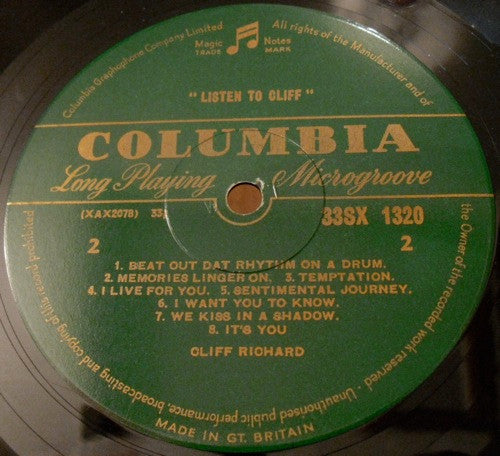 Columbia Graphophone Company Limited
Magic Notes
TRADE MARK
All rights of the Manufacturer and of
the Owner of the recorded work reserved - Unauthorised public performance, broadcasting and copying of this record prohibited
"LISTEN TO CLIFF"
COLUMBIA
Long Playing Microgroove
(XAX2078) 33 33SX 1320
2 2
1. BEAT OUT DAT RHYTHM ON A DRUM.
2. MEMORIES LINGER ON. 3. TEMPTATION.
4. I LIVE FOR YOU. 5. SENTIMENTAL JOURNEY.
6. I WANT YOU TO KNOW.
7. WE KISS IN A SHADOW.
8. IT'S YOU
CLIFF RICHARD
MADE IN GT. BRITAIN